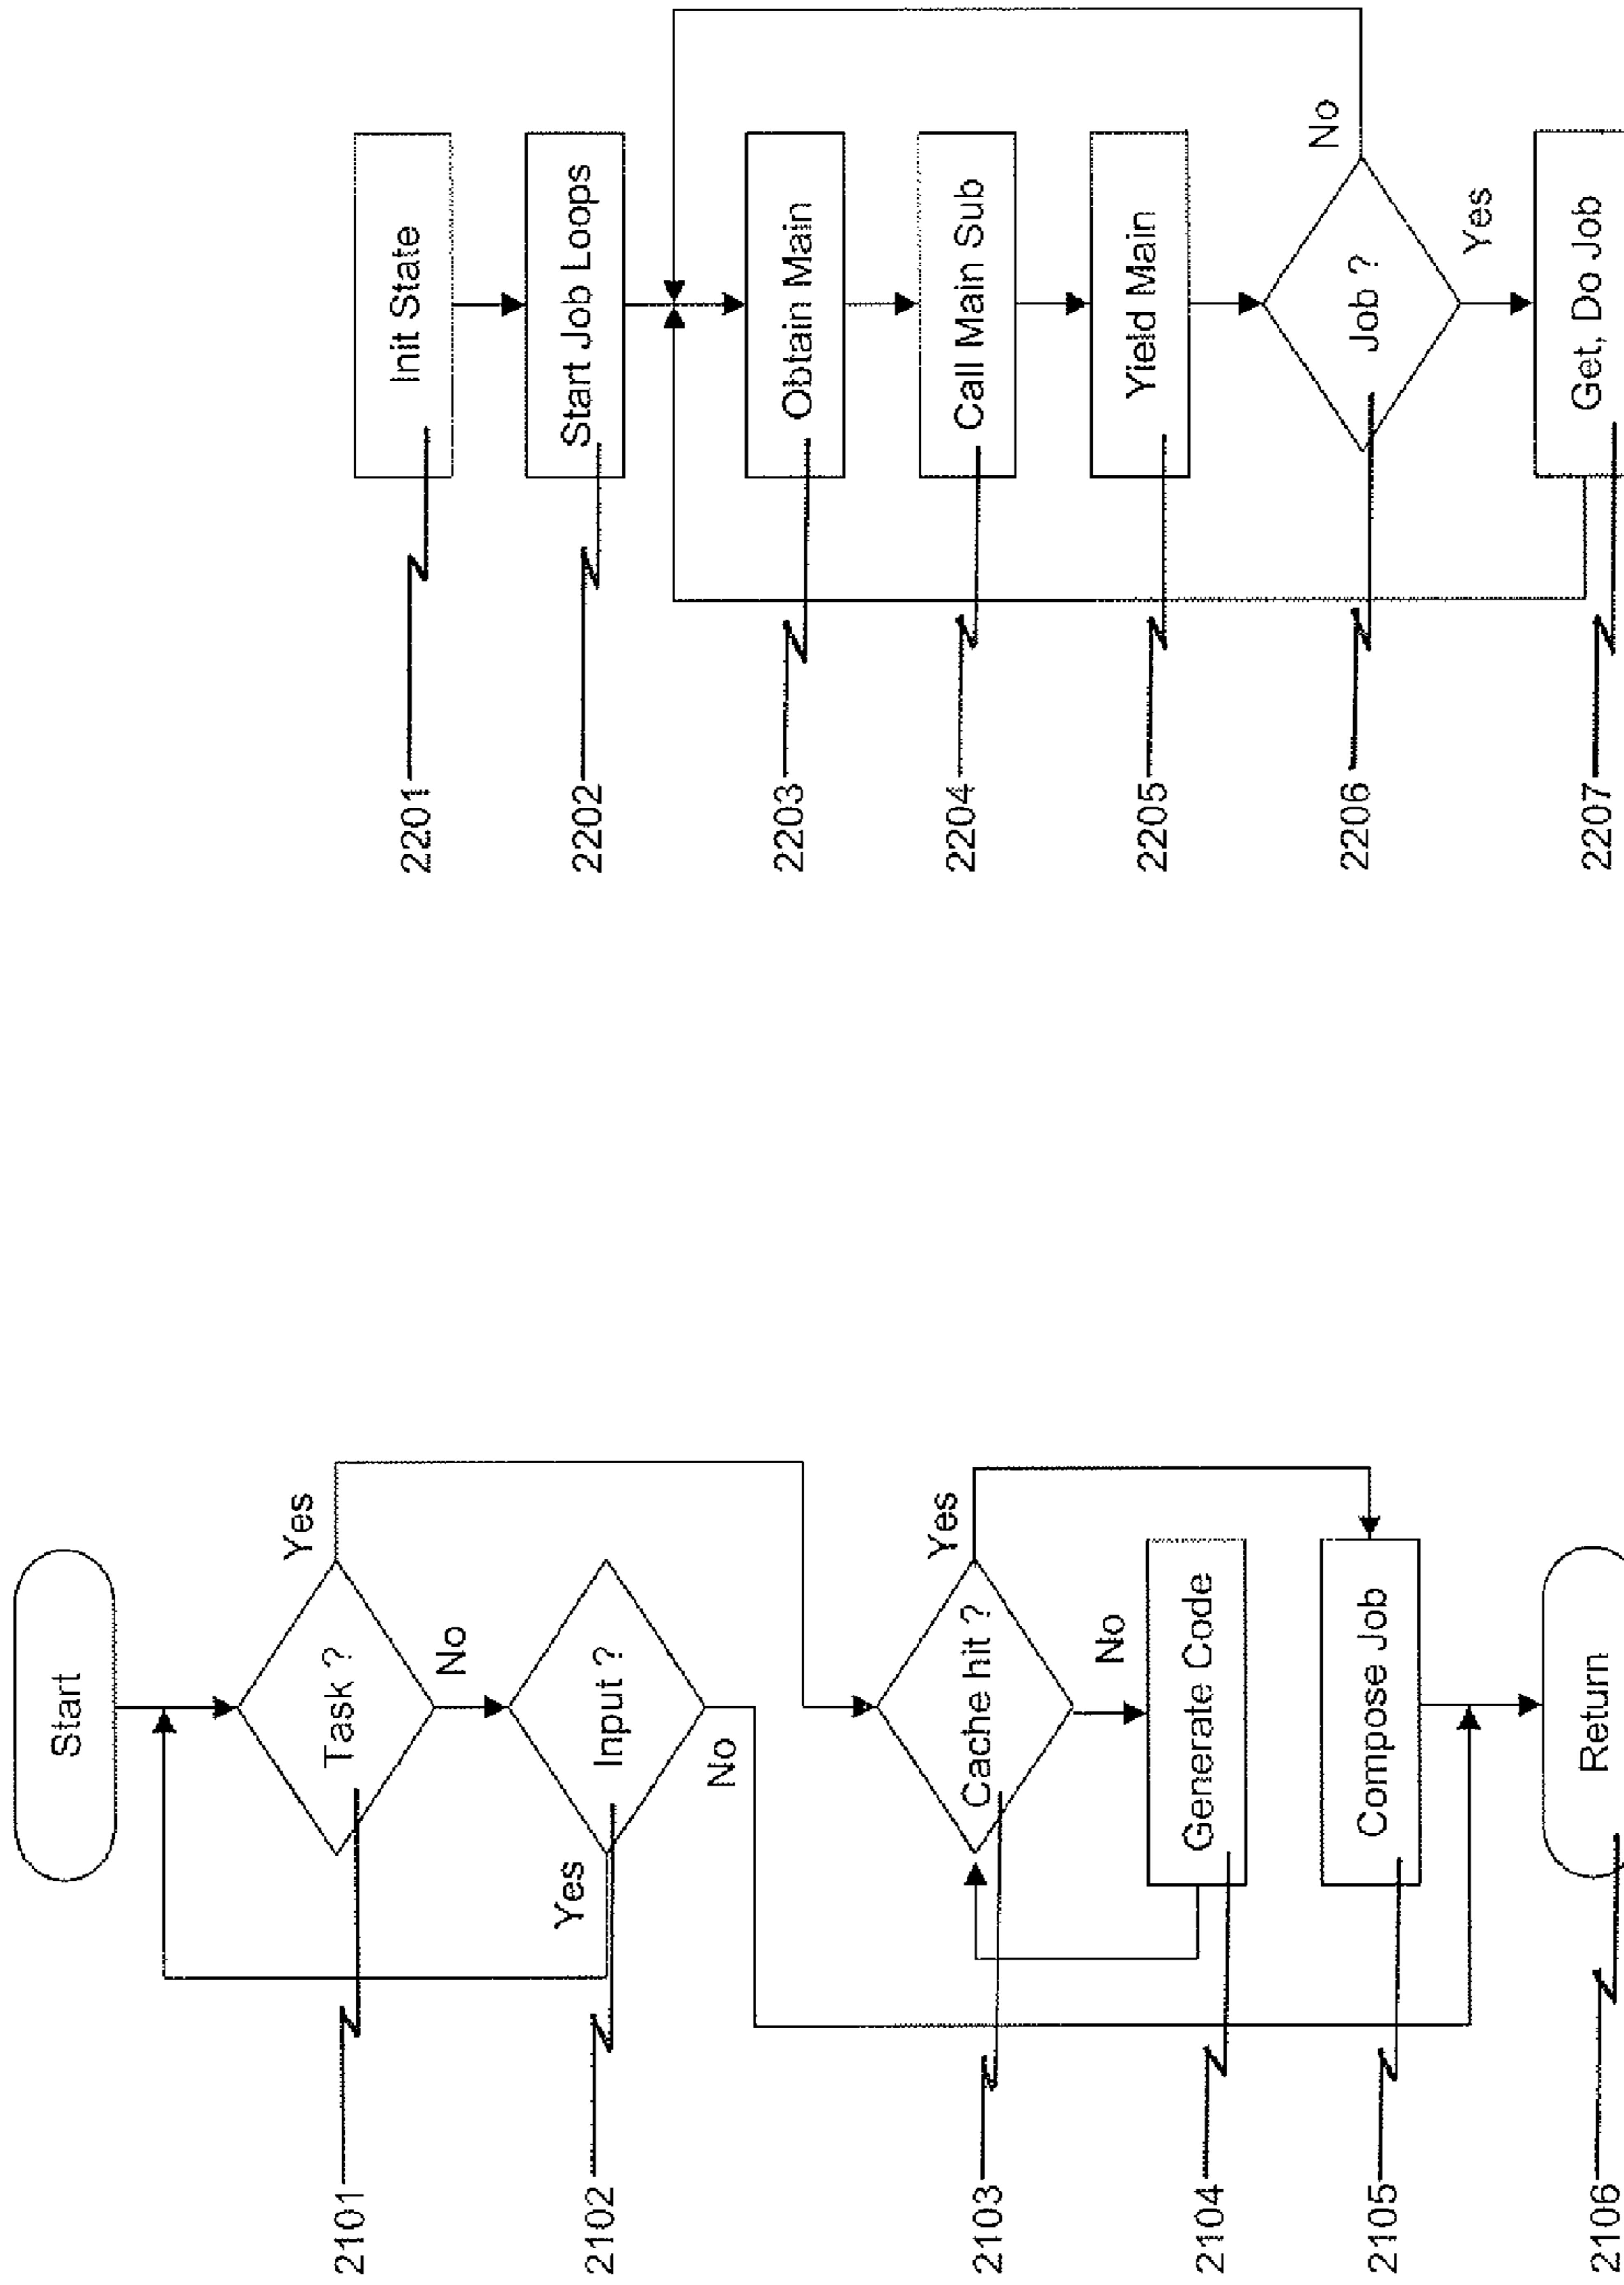 Start
Task ?
Yes
No
Input ?
Yes
No
Cache hit ?
Yes
No
Generate Code
Compose Job
Return
2101
2102
2103
2104
2105
2106
Init State
Start Job Loops
Obtain Main
Call Main Sub
Yield Main
Job ?
No
Yes
Get, Do Job
2201
2202
2203
2204
2205
2206
2207